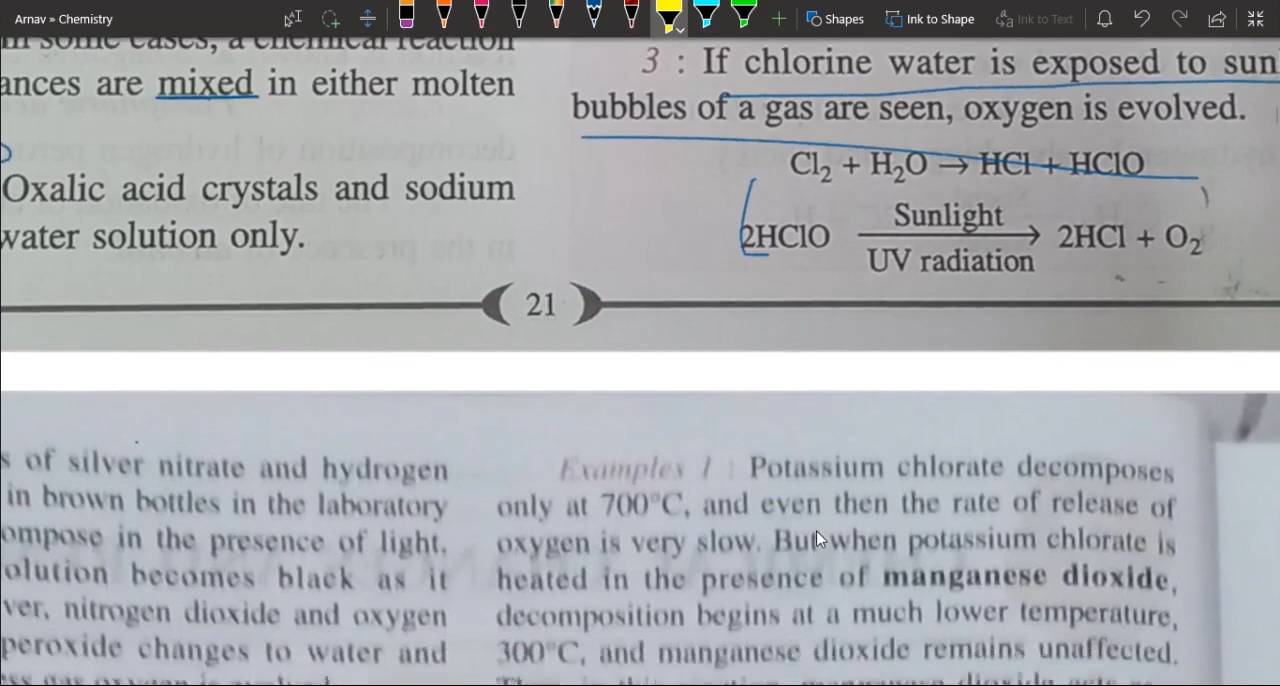 Arnav » Chemistry
Shapes
Ink to Shape
Ink to Text
in some cases, a chemical reaction
ances are mixed in either molten
Oxalic acid crystals and sodium
water solution only.
3 : If chlorine water is exposed to sun
bubbles of a gas are seen, oxygen is evolved.
Cl₂ + H₂O → HCl + HClO
Sunlight
2HClO → 2HCl + O₂
UV radiation
21
s of silver nitrate and hydrogen
in brown bottles in the laboratory
ompose in the presence of light.
olution becomes black as it
ver, nitrogen dioxide and oxygen
peroxide changes to water and
Examples 1 : Potassium chlorate decomposes
only at 700°C, and even then the rate of release of
oxygen is very slow. But when potassium chlorate is
heated in the presence of manganese dioxide,
decomposition begins at a much lower temperature,
300°C, and manganese dioxide remains unaffected.